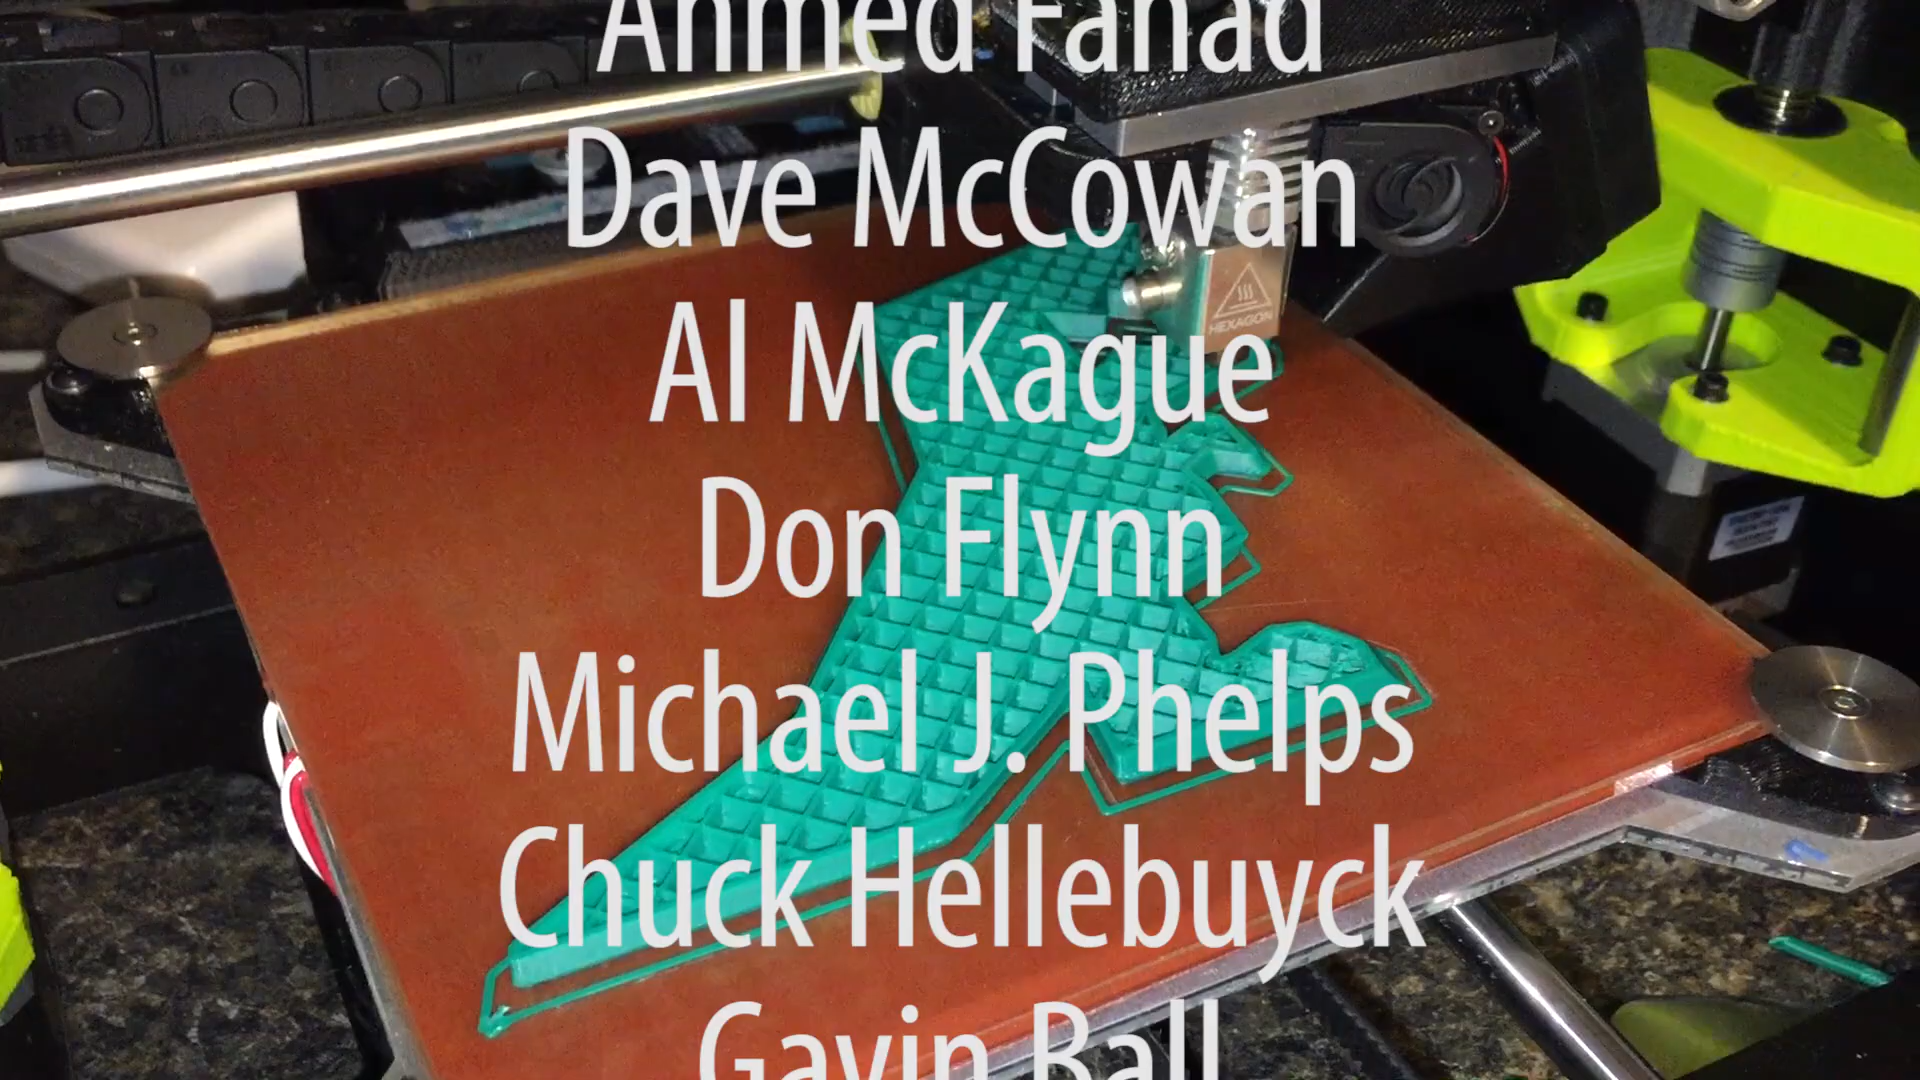 Ahmed Fahad
Dave McCowan
HEXAGON
Al McKague
Don Flynn
Michael J. Phelps
Chuck Hellebuyck
Gavin Ball